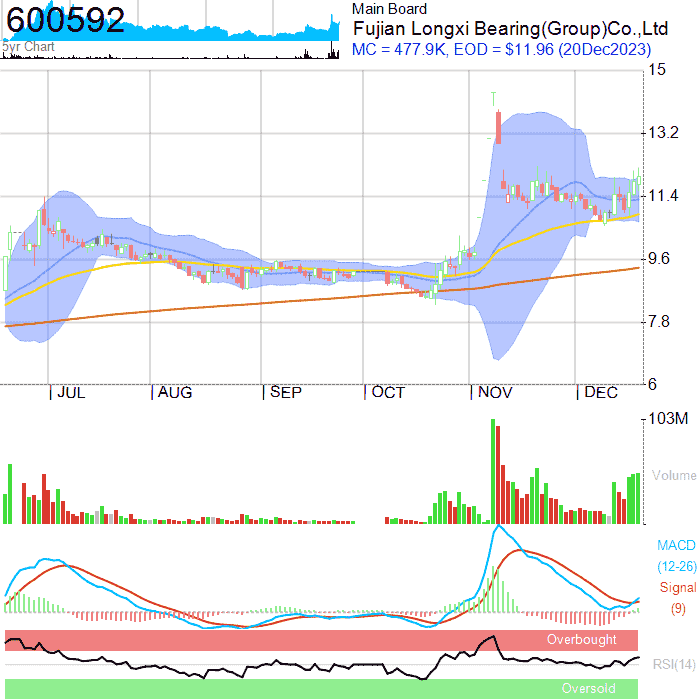 600592
5yr Chart
Main Board
Fujian Longxi Bearing(Group)Co.,Ltd
MC = 477.9K, EOD = $11.96 (20Dec2023)
15
13.2
11.4
9.6
7.8
6
JUL
AUG
SEP
OCT
NOV
DEC
103M
Volume
MACD
(12-26)
Signal
(9)
Overbought
RSI(14)
Oversold